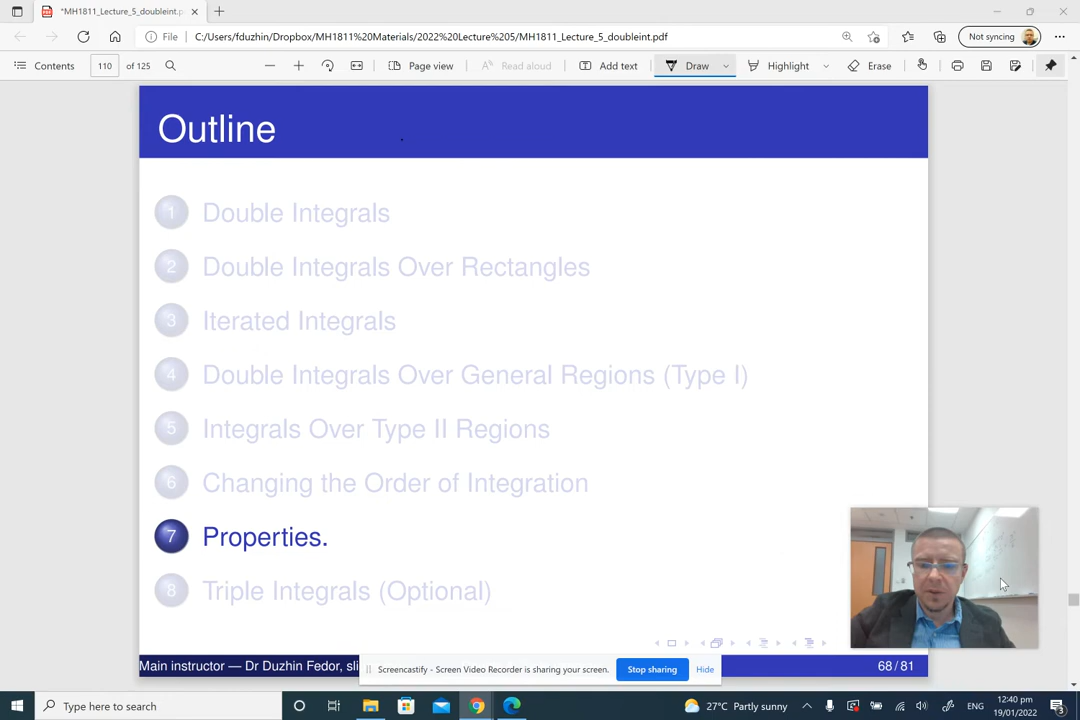 *MH1811_Lecture_5_doubleint.p
File
C:/Users/fduzhin/Dropbox/MH1811%20Materials/2022%20Lecture%205/MH1811_Lecture_5_doubleint.pdf
Not syncing
Contents
110
of 125
Page view
Read aloud
Add text
Draw
Highlight
Erase
Outline
1 Double Integrals
2 Double Integrals Over Rectangles
3 Iterated Integrals
4 Double Integrals Over General Regions (Type I)
5 Integrals Over Type II Regions
6 Changing the Order of Integration
7 Properties.
8 Triple Integrals (Optional)
Main instructor — Dr Duzhin Fedor, sli
68 / 81
Screencastify - Screen Video Recorder is sharing your screen.
Stop sharing
Hide
Type here to search
27°C Partly sunny
ENG
12:40 pm
19/01/2022
3